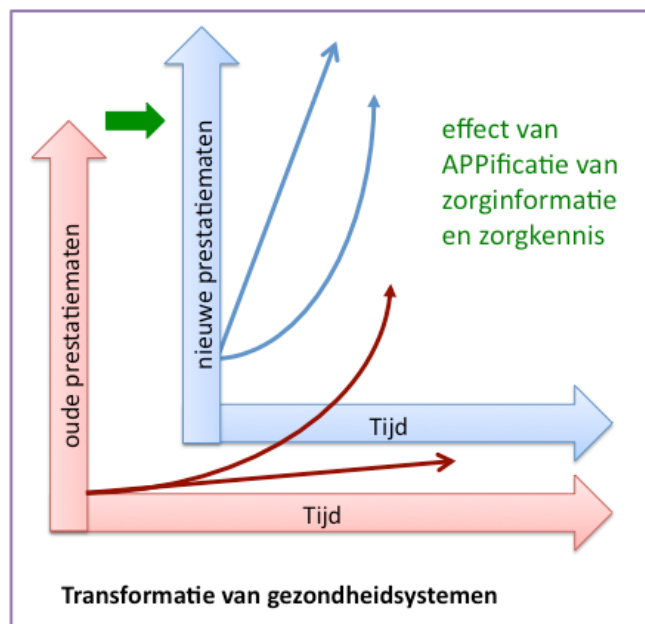 oude prestatiematen
nieuwe prestatiematen
effect van
APPificatie van
zorginformatie
en zorgkennis
Tijd
Tijd
Transformatie van gezondheidsystemen